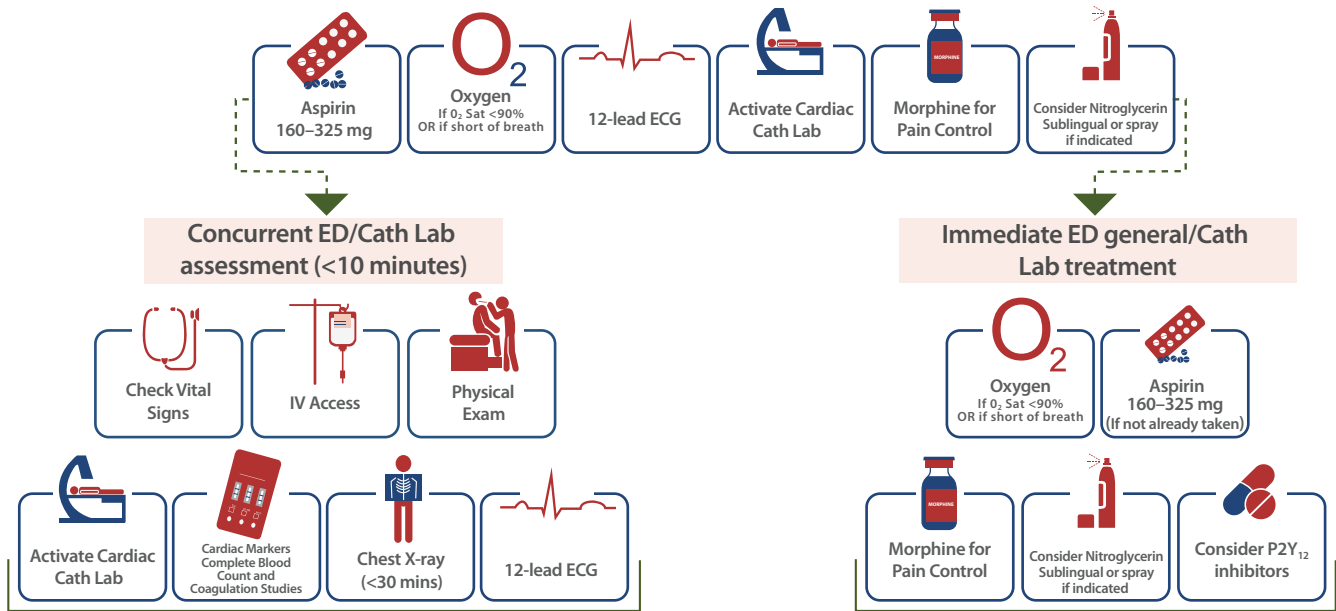 O2
MORPHINE
Aspirin
160–325 mg
Oxygen
If 0₂ Sat <90%
OR if short of breath
12-lead ECG
Activate Cardiac
Cath Lab
Morphine for
Pain Control
Consider Nitroglycerin
Sublingual or spray
if indicated
Concurrent ED/Cath Lab
assessment (<10 minutes)
Check Vital
Signs
IV Access
Physical
Exam
Activate Cardiac
Cath Lab
Cardiac Markers
Complete Blood
Count and
Coagulation Studies
Chest X-ray
(<30 mins)
12-lead ECG
Immediate ED general/Cath
Lab treatment
O2
Oxygen
If 0₂ Sat <90%
OR if short of breath
Aspirin
160–325 mg
(If not already taken)
MORPHINE
Morphine for
Pain Control
Consider Nitroglycerin
Sublingual or spray
if indicated
Consider P2Y₁₂
inhibitors